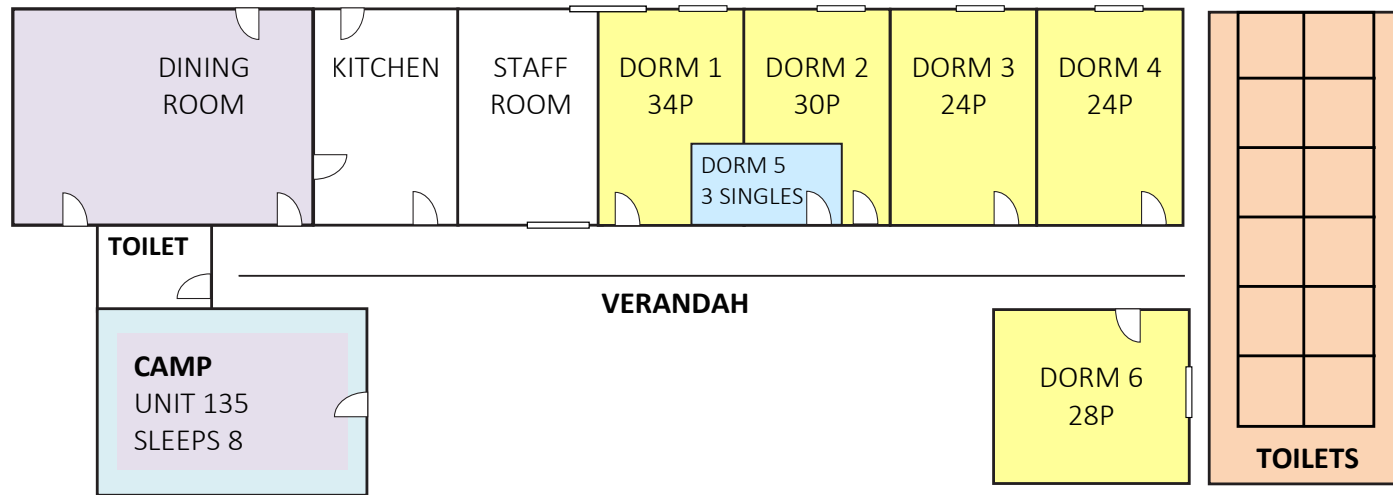 DINING
ROOM
KITCHEN
STAFF
ROOM
DORM 1
34P
DORM 2
30P
DORM 3
24P
DORM 4
24P
DORM 5
3 SINGLES
TOILET
VERANDAH
CAMP
UNIT 135
SLEEPS 8
DORM 6
28P
TOILETS